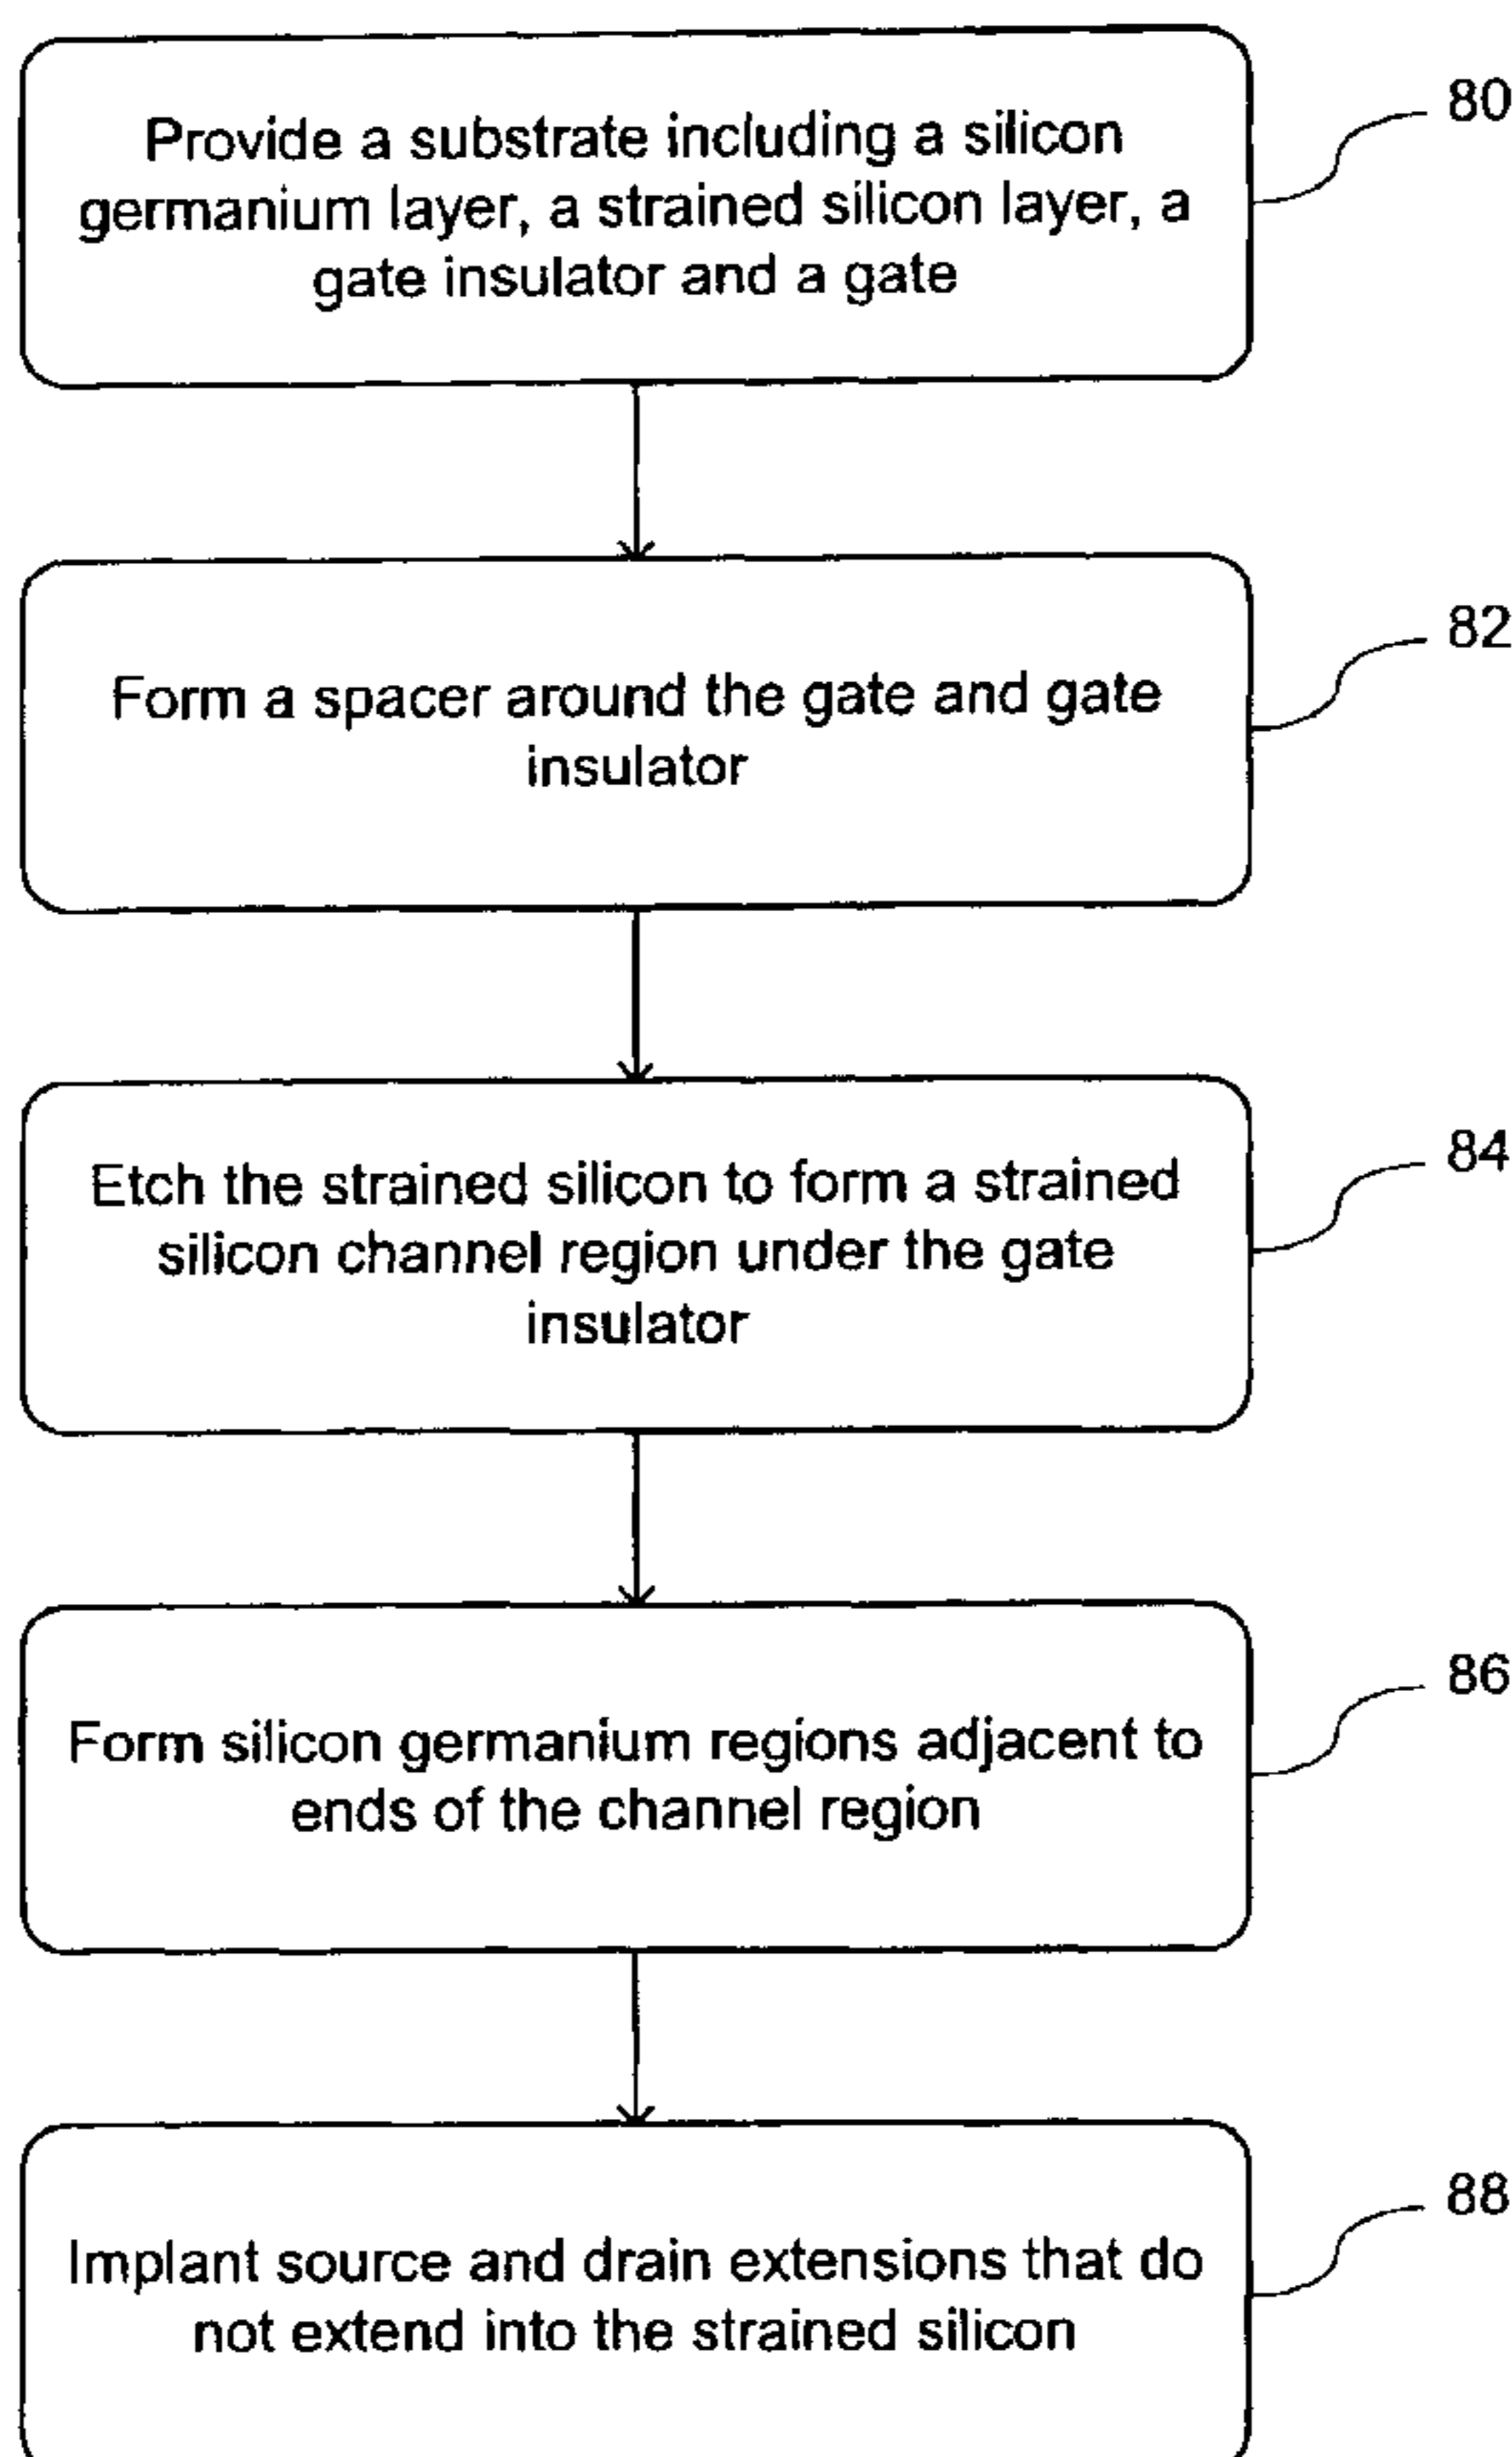 Provide a substrate including a silicon
germanium layer, a strained silicon layer, a
gate insulator and a gate
80
Form a spacer around the gate and gate
insulator
82
Etch the strained silicon to form a strained
silicon channel region under the gate
insulator
84
Form silicon germanium regions adjacent to
ends of the channel region
86
Implant source and drain extensions that do
not extend into the strained silicon
88